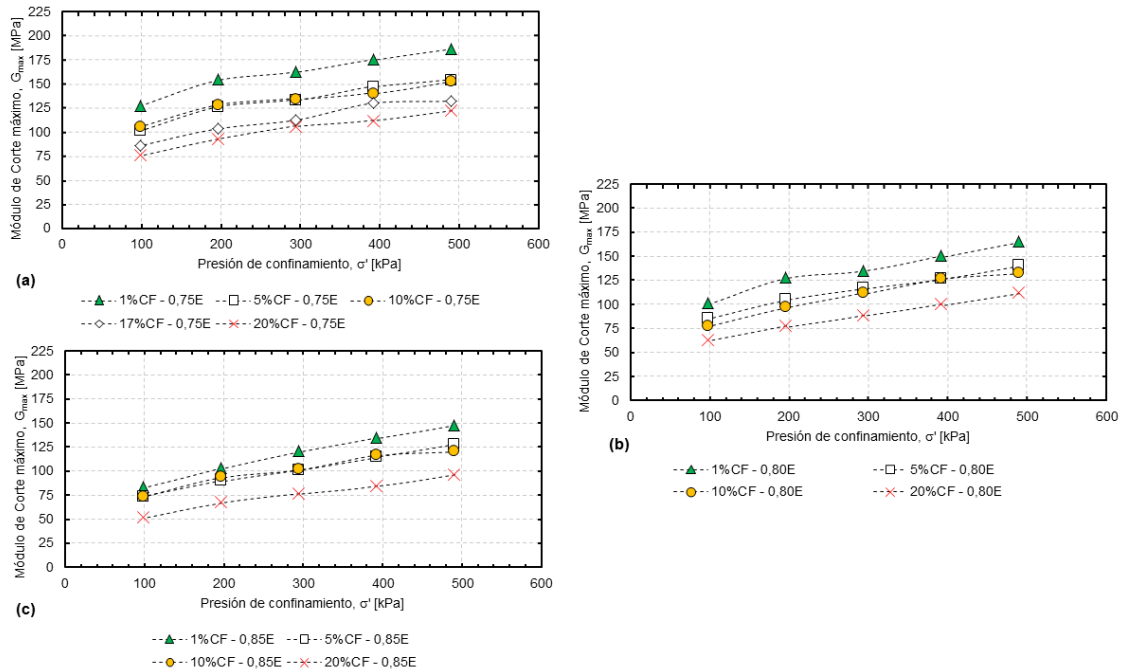 225
200
175
150
125
100
75
50
25
0
Módulo de Corte máximo, Gmax [MPa]
0 100 200 300 400 500 600
Presión de confinamiento, σ' [kPa]
(a)
1%CF - 0,75E 5%CF - 0,75E 10%CF - 0,75E
17%CF - 0,75E 20%CF - 0,75E
225
200
175
150
125
100
75
50
25
0
Módulo de Corte máximo, Gmax [MPa]
0 100 200 300 400 500 600
Presión de confinamiento, σ' [kPa]
(b)
1%CF - 0,80E 5%CF - 0,80E
10%CF - 0,80E 20%CF - 0,80E
225
200
175
150
125
100
75
50
25
0
Módulo de Corte máximo, Gmax [MPa]
0 100 200 300 400 500 600
Presión de confinamiento, σ' [kPa]
(c)
1%CF - 0,85E 5%CF - 0,85E
10%CF - 0,85E 20%CF - 0,85E